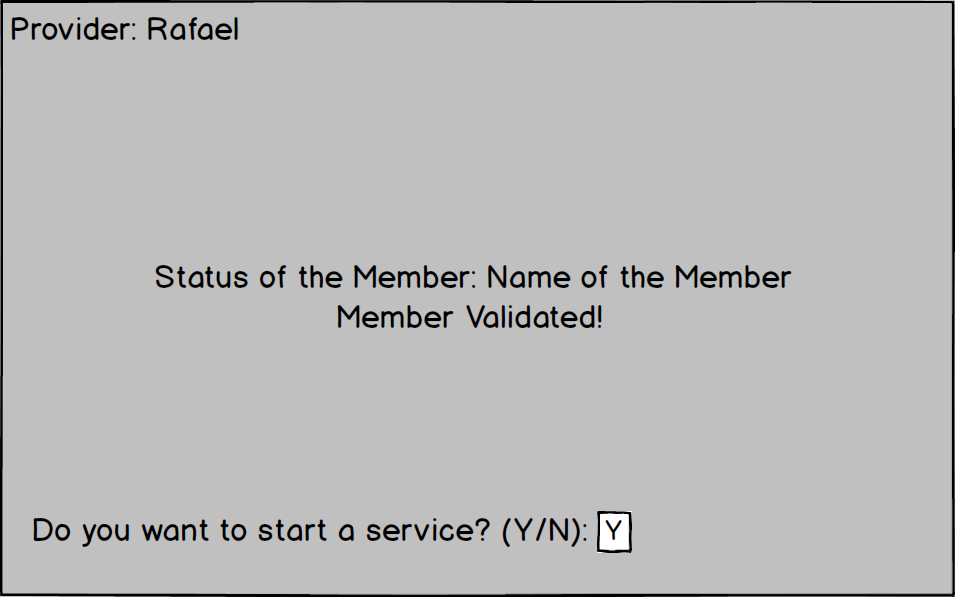 Provider: Rafael
Status of the Member: Name of the Member
Member Validated!
Do you want to start a service? (Y/N): Y